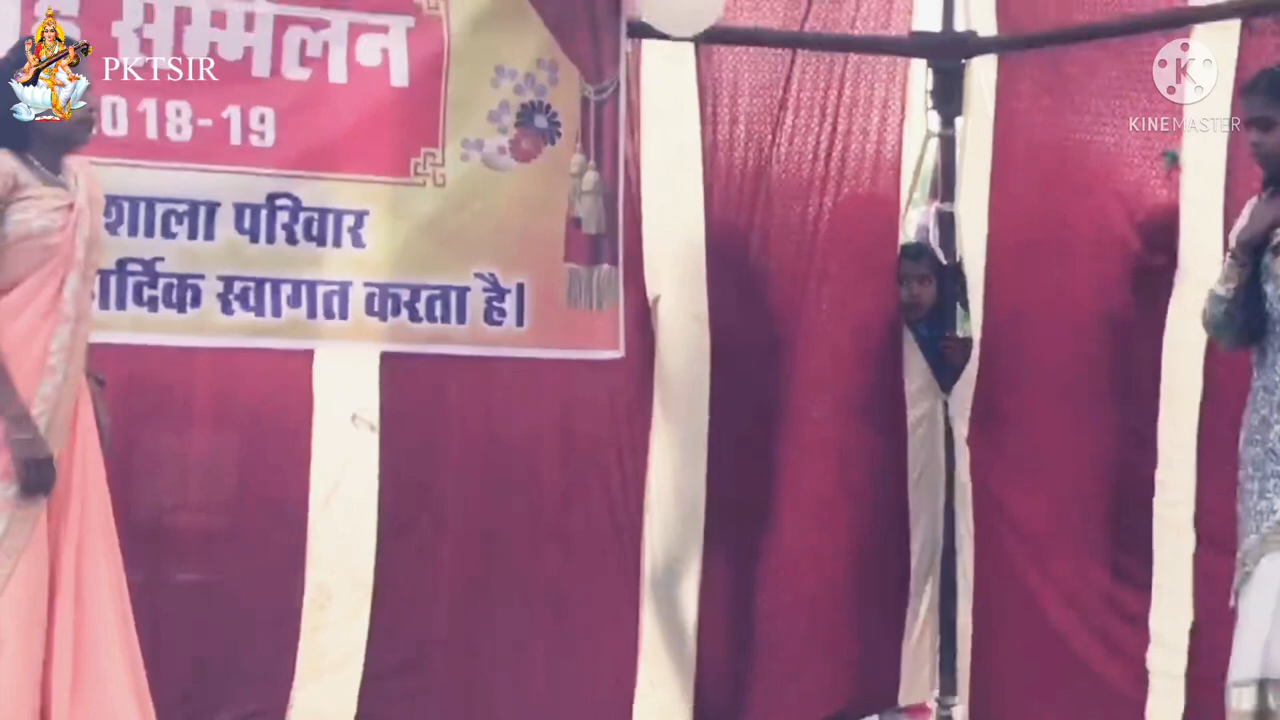 सम्मेलन
2018-19
शाला परिवार
हार्दिक स्वागत करता है।
PKTSIR
K
KINEMASTER